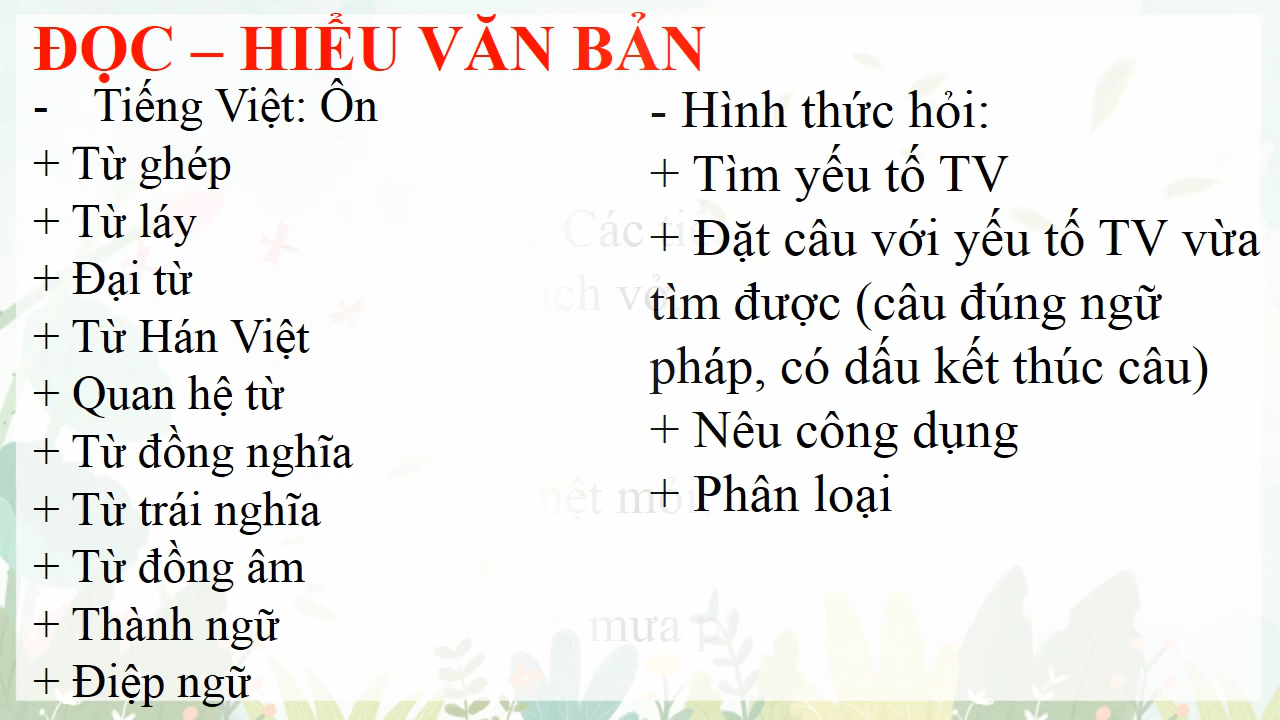 ĐỌC – HIỂU VĂN BẢN
- Tiếng Việt: Ôn
+ Từ ghép
+ Từ láy
+ Đại từ
+ Từ Hán Việt
+ Quan hệ từ
+ Từ đồng nghĩa
+ Từ trái nghĩa
+ Từ đồng âm
+ Thành ngữ
+ Điệp ngữ
- Hình thức hỏi:
+ Tìm yếu tố TV
+ Đặt câu với yếu tố TV vừa
tìm được (câu đúng ngữ
pháp, có dấu kết thúc câu)
+ Nêu công dụng
+ Phân loại
Các
mưa